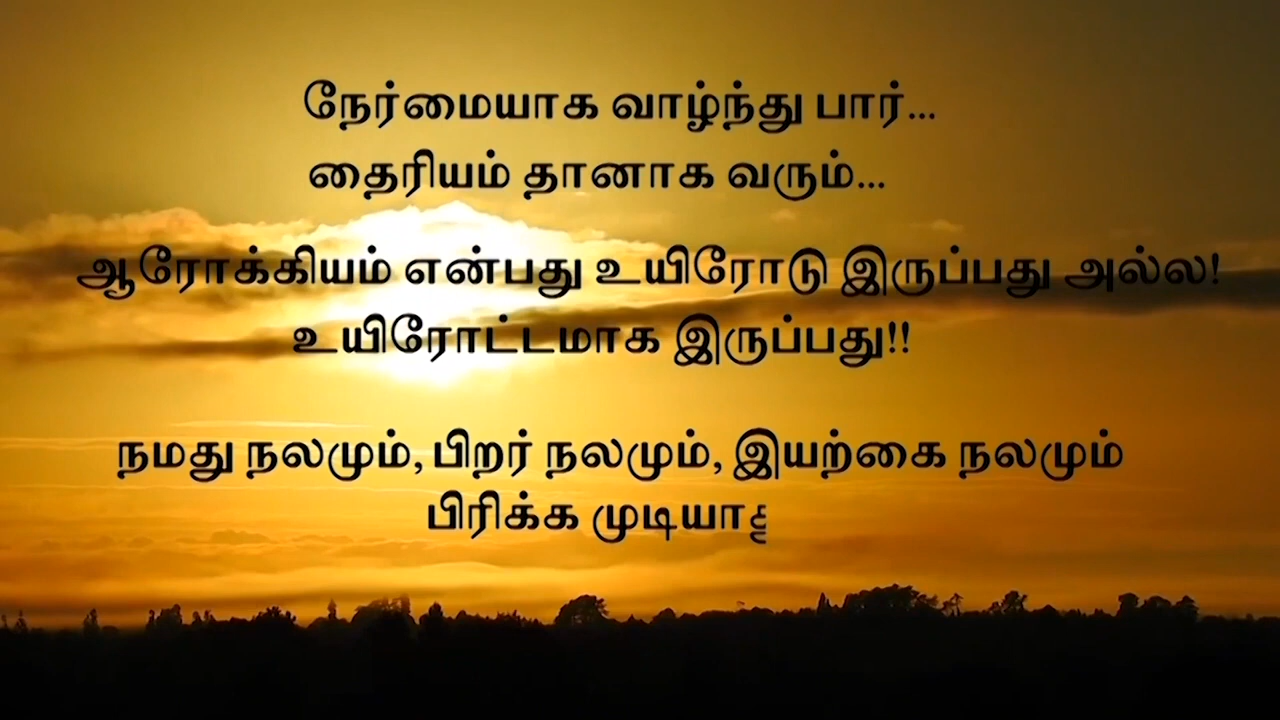 நேர்மையாக வாழ்ந்து பார்...
தைரியம் தானாக வரும்...
ஆரோக்கியம் என்பது உயிரோடு இருப்பது அல்ல!
உயிரோட்டமாக இருப்பது!!
நமது நலமும், பிறர் நலமும், இயற்கை நலமும்
பிரிக்க